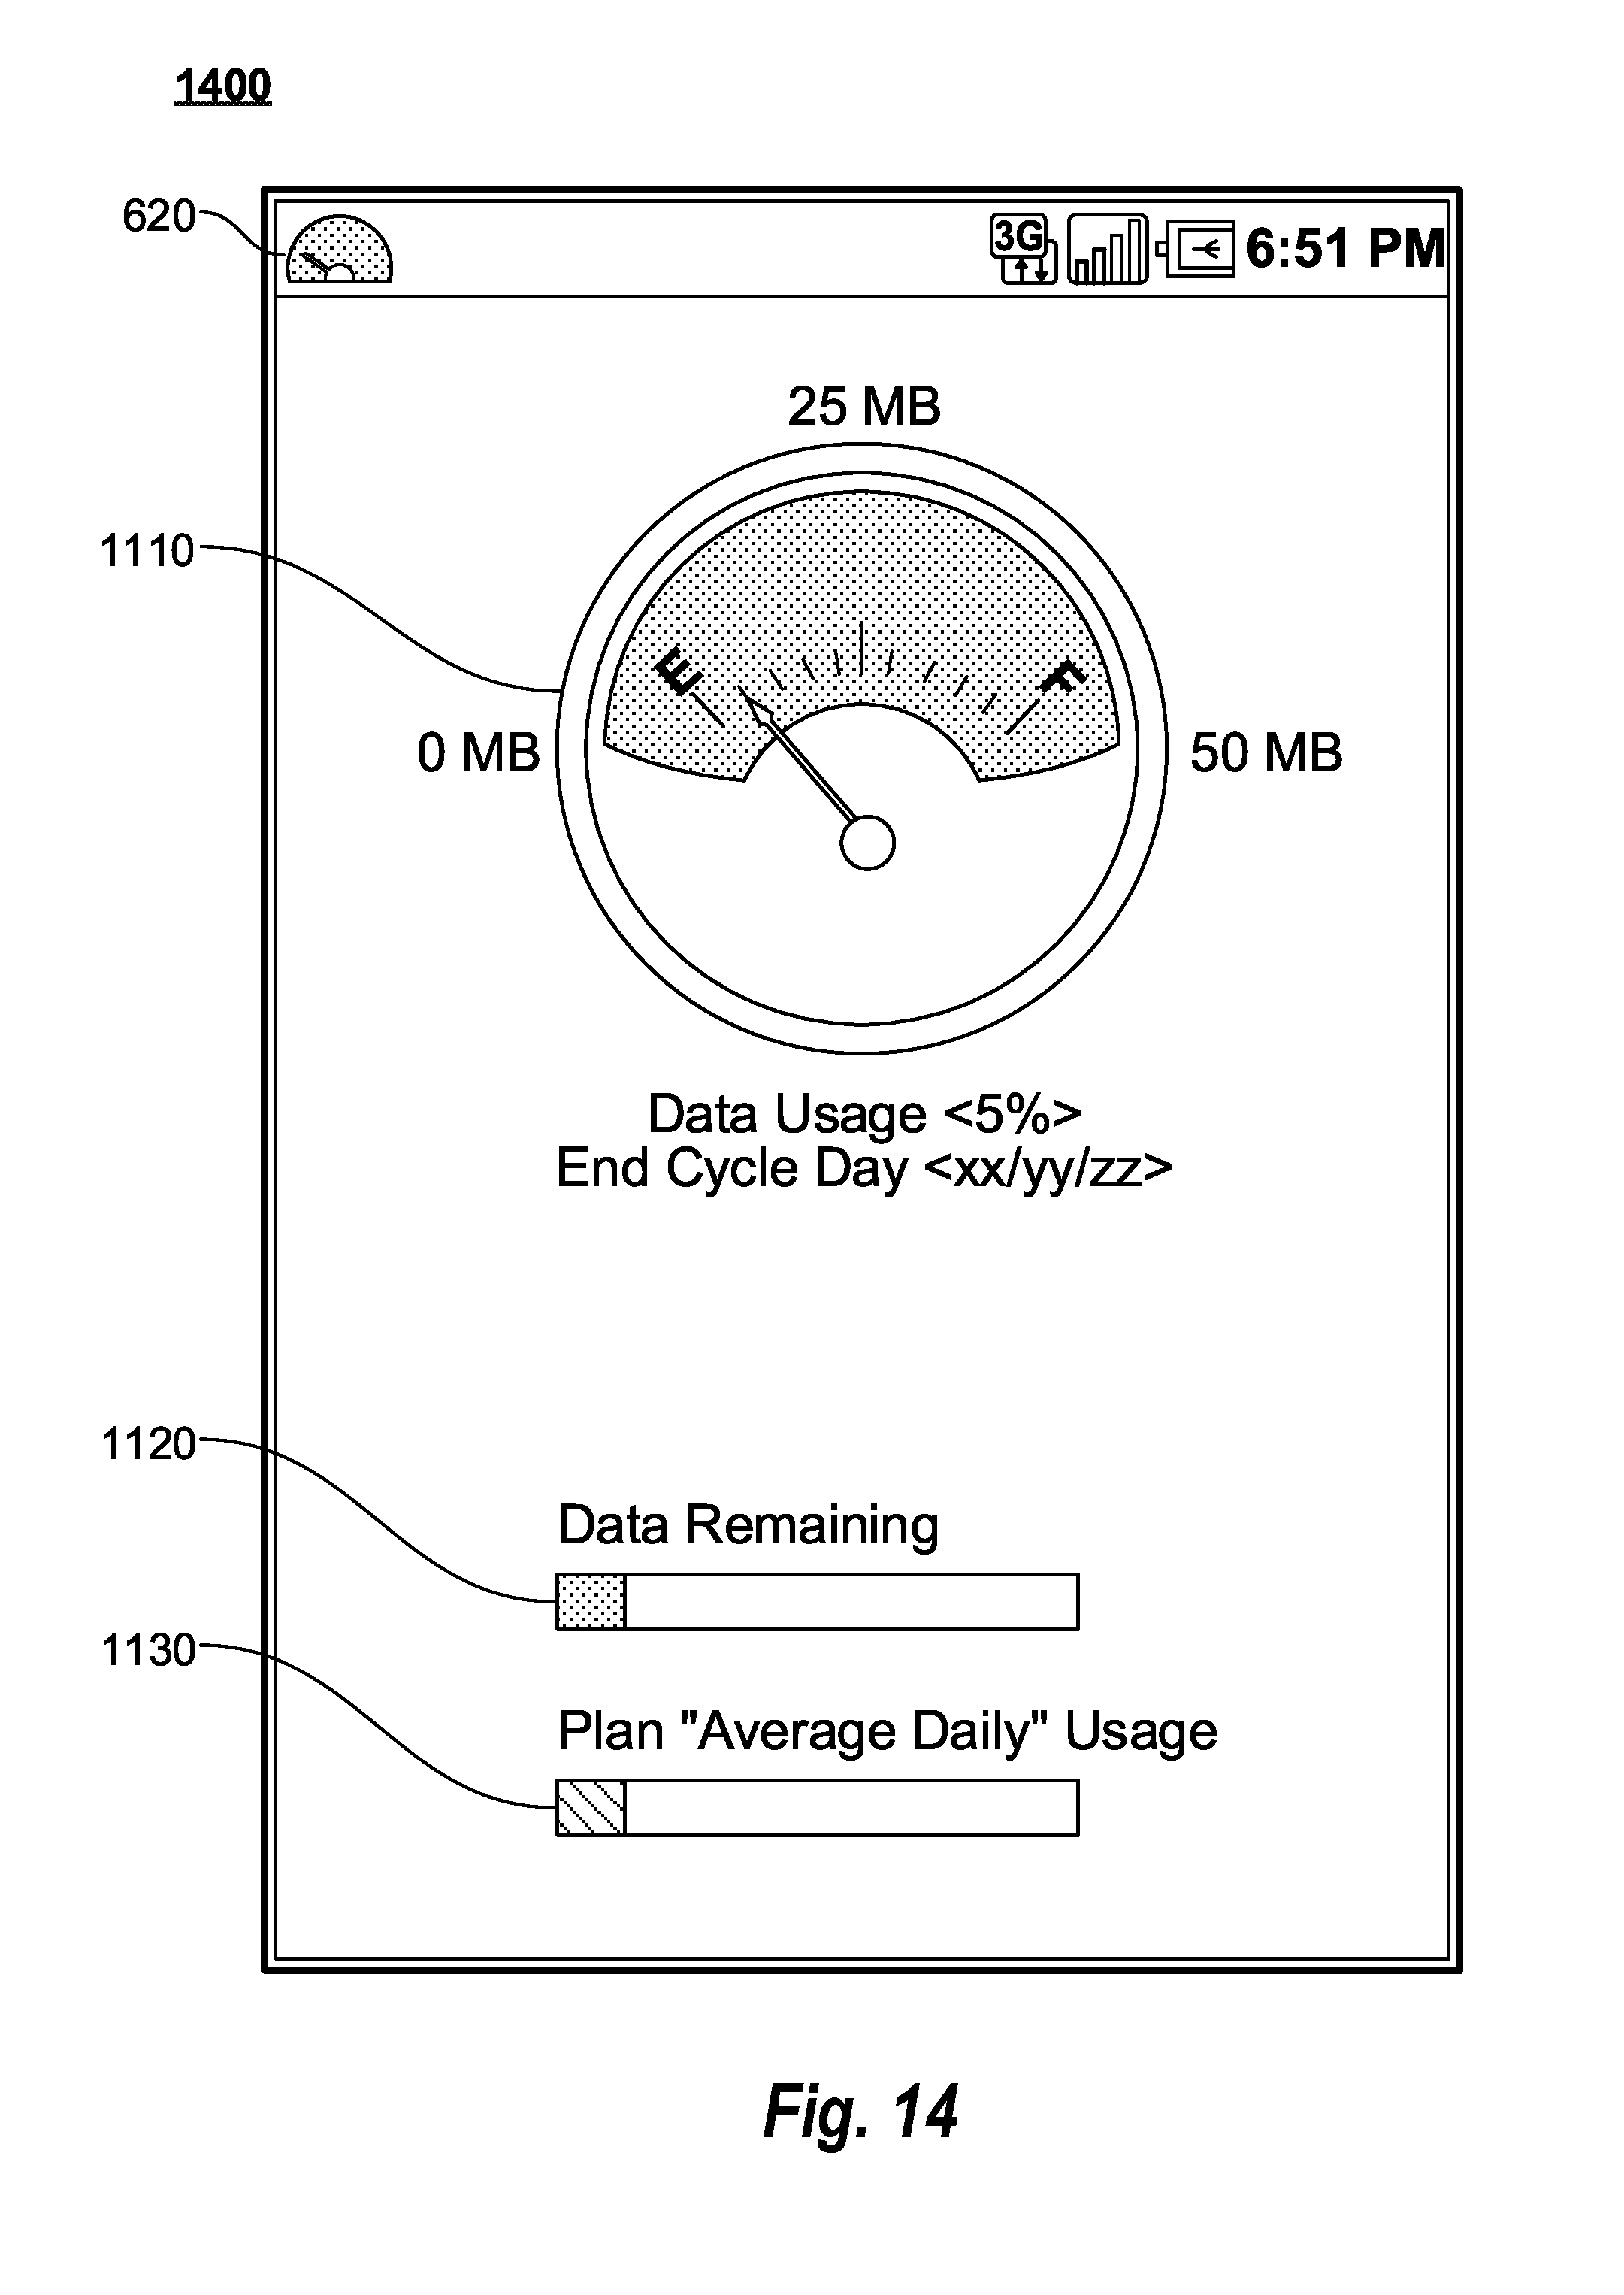 1400
620
3G
6:51 PM
25 MB
1110
E
F
0 MB
50 MB
Data Usage <5%>
End Cycle Day <xx/yy/zz>
1120
Data Remaining
1130
Plan "Average Daily" Usage
Fig. 14